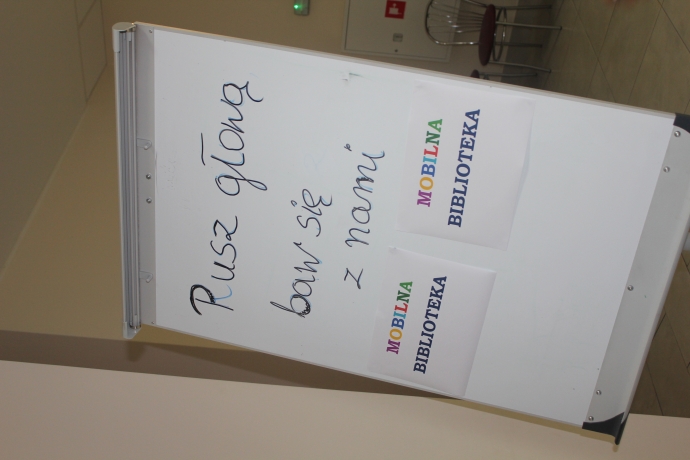 Rusz głową
baw się
z nami
MOBILNA
BIBLIOTEKA
MOBILNA
BIBLIOTEKA